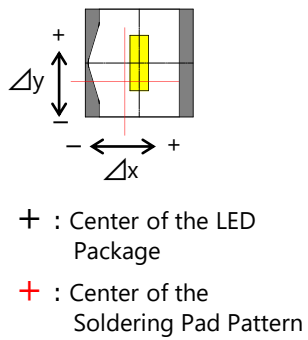 +
⊿y
−
− +
⊿x
+ : Center of the LED
Package
+ : Center of the
Soldering Pad Pattern